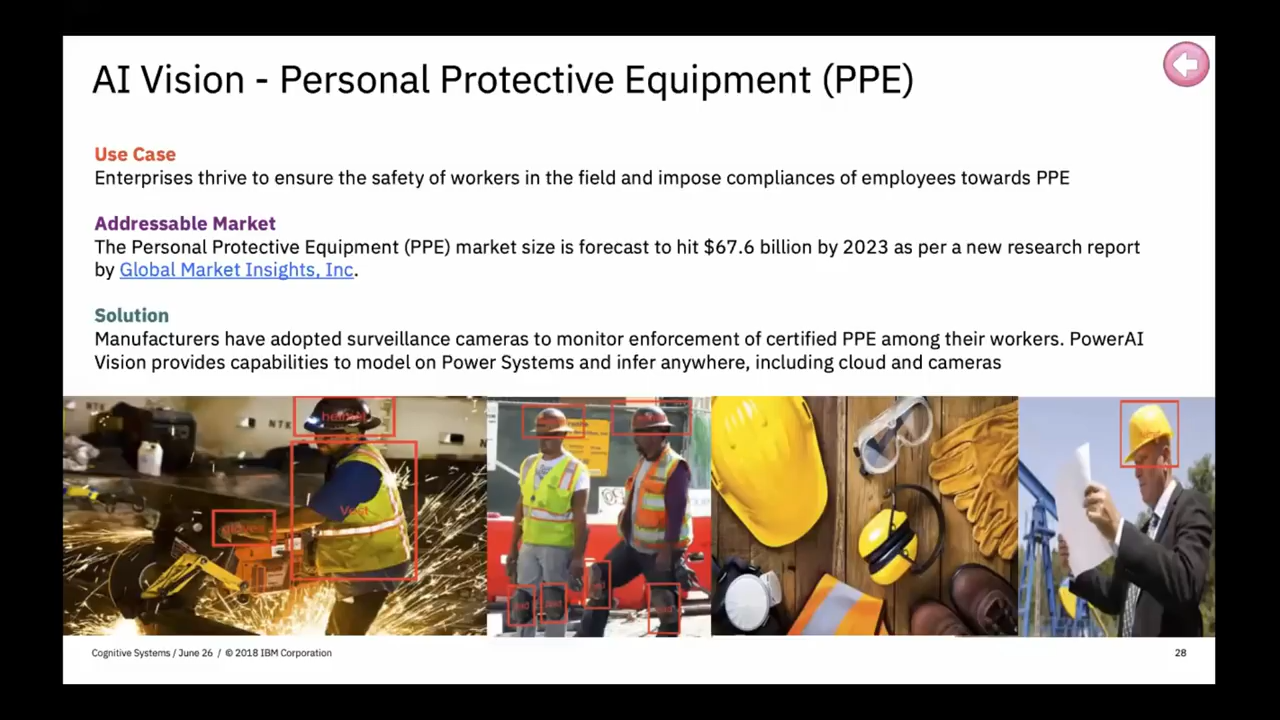 AI Vision - Personal Protective Equipment (PPE)
Use Case
Enterprises thrive to ensure the safety of workers in the field and impose compliances of employees towards PPE
Addressable Market
The Personal Protective Equipment (PPE) market size is forecast to hit $67.6 billion by 2023 as per a new research report
by Global Market Insights, Inc.
Solution
Manufacturers have adopted surveillance cameras to monitor enforcement of certified PPE among their workers. PowerAI
Vision provides capabilities to model on Power Systems and infer anywhere, including cloud and cameras
helmet
NTK
Vest
gloves
Cognitive Systems / June 26 / © 2018 IBM Corporation
28